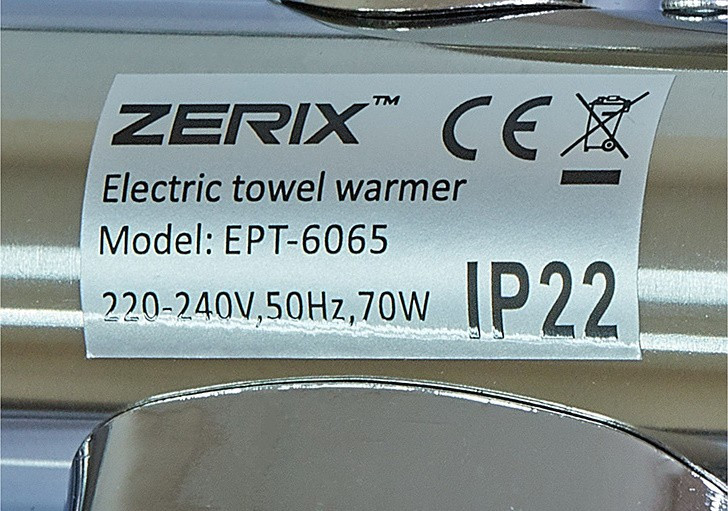 ZERIX™ CE
Electric towel warmer
Model: EPT-6065
220-240V,50Hz,70W IP22